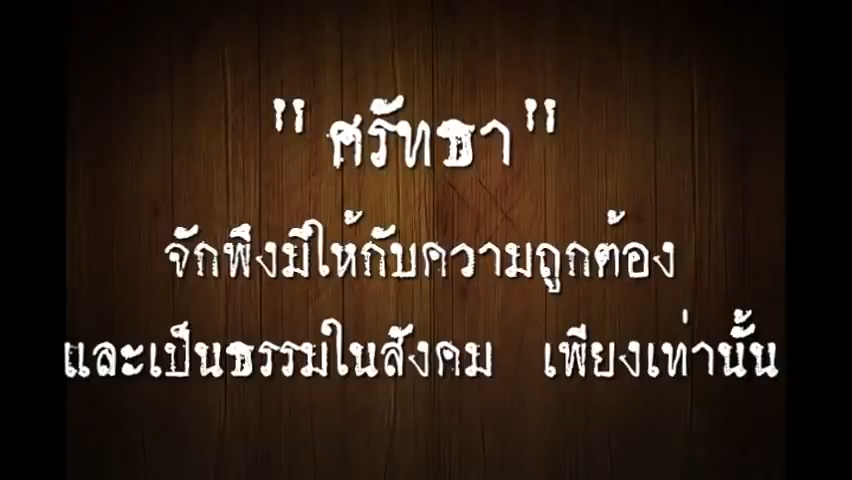 " ศรัทธา "
จักพึงมีให้กับความถูกต้อง
และเป็นธรรมในสังคม เพียงเท่านั้น